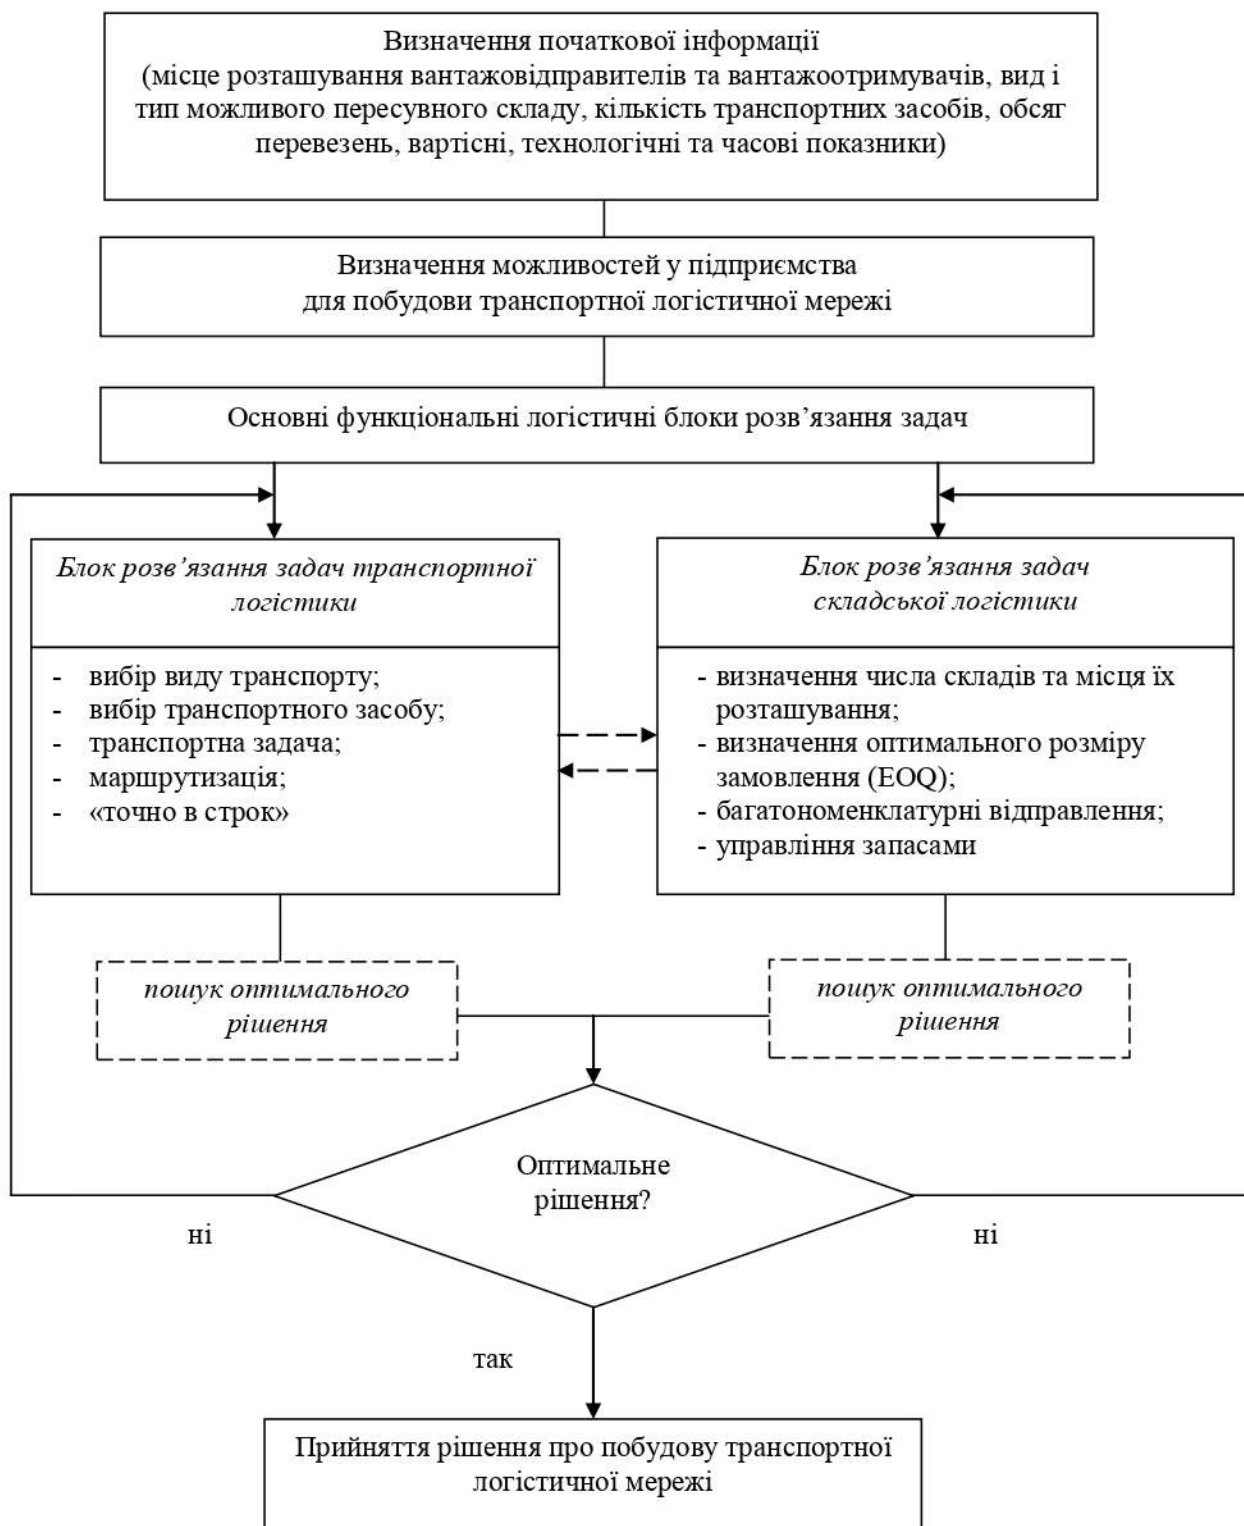 Визначення початкової інформації
(місце розташування вантажовідправителів та вантажоотримувачів, вид і
тип можливого пересувного складу, кількість транспортних засобів, обсяг
перевезень, вартісні, технологічні та часові показники)
Визначення можливостей у підприємства
для побудови транспортної логістичної мережі
Основні функціональні логістичні блоки розв’язання задач
Блок розв’язання задач транспортної
логістики
- вибір виду транспорту;
- вибір транспортного засобу;
- транспортна задача;
- маршрутизація;
- «точно в строк»
Блок розв’язання задач
складської логістики
- визначення числа складів та місця їх
розташування;
- визначення оптимального розміру
замовлення (EOQ);
- багатономенклатурні відправлення;
- управління запасами
пошук оптимального
рішення
пошук оптимального
рішення
Оптимальне
рішення?
ні
ні
так
Прийняття рішення про побудову транспортної
логістичної мережі